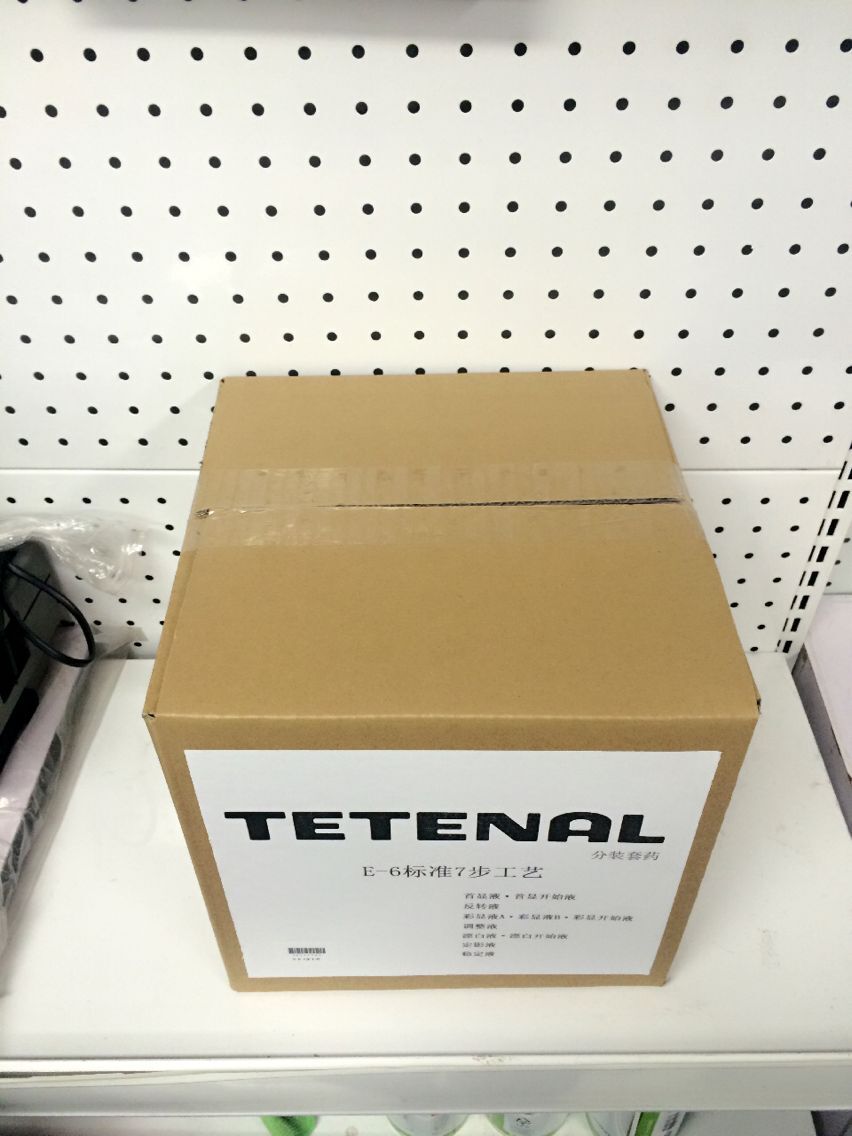 TETENAL
分装套药
E-6标准7步工艺
首显液·首显开始液
反转液
彩显液A·彩显液B·彩显开始液
调整液
漂白液·漂白开始液
定影液
稳定液